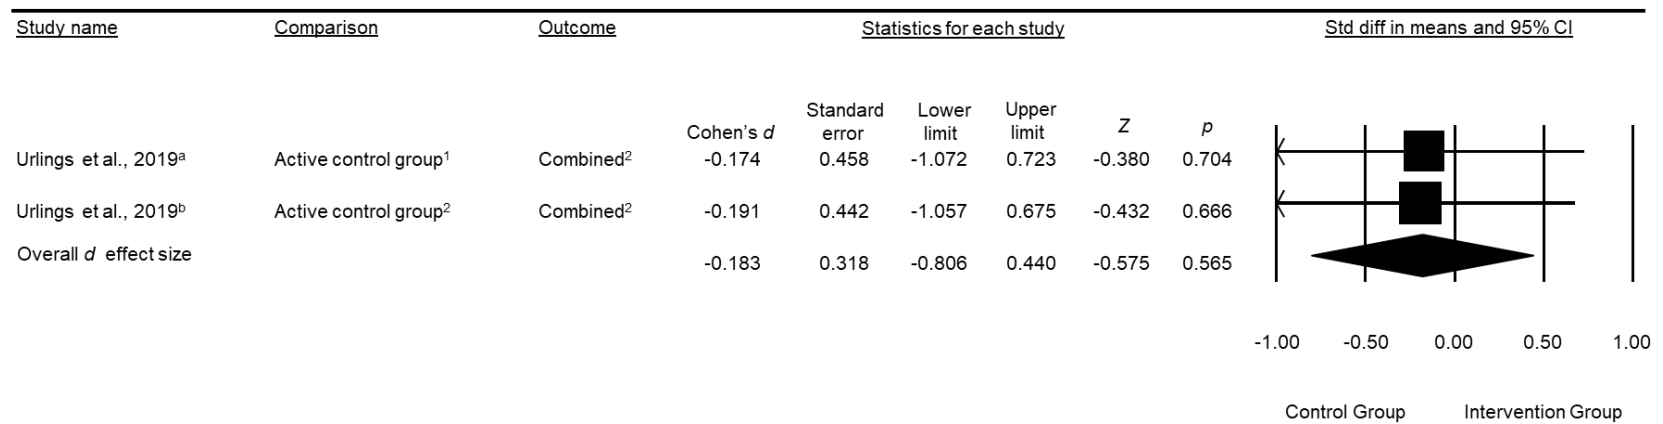 Study name Comparison Outcome Statistics for each study Std diff in means and 95% CI
Cohen’s d Standard error Lower limit Upper limit Z p
Urlings et al., 2019ᵃ Active control group¹ Combined² -0.174 0.458 -1.072 0.723 -0.380 0.704
Urlings et al., 2019ᵇ Active control group² Combined² -0.191 0.442 -1.057 0.675 -0.432 0.666
Overall d effect size -0.183 0.318 -0.806 0.440 -0.575 0.565
-1.00 -0.50 0.00 0.50 1.00
Control Group Intervention Group